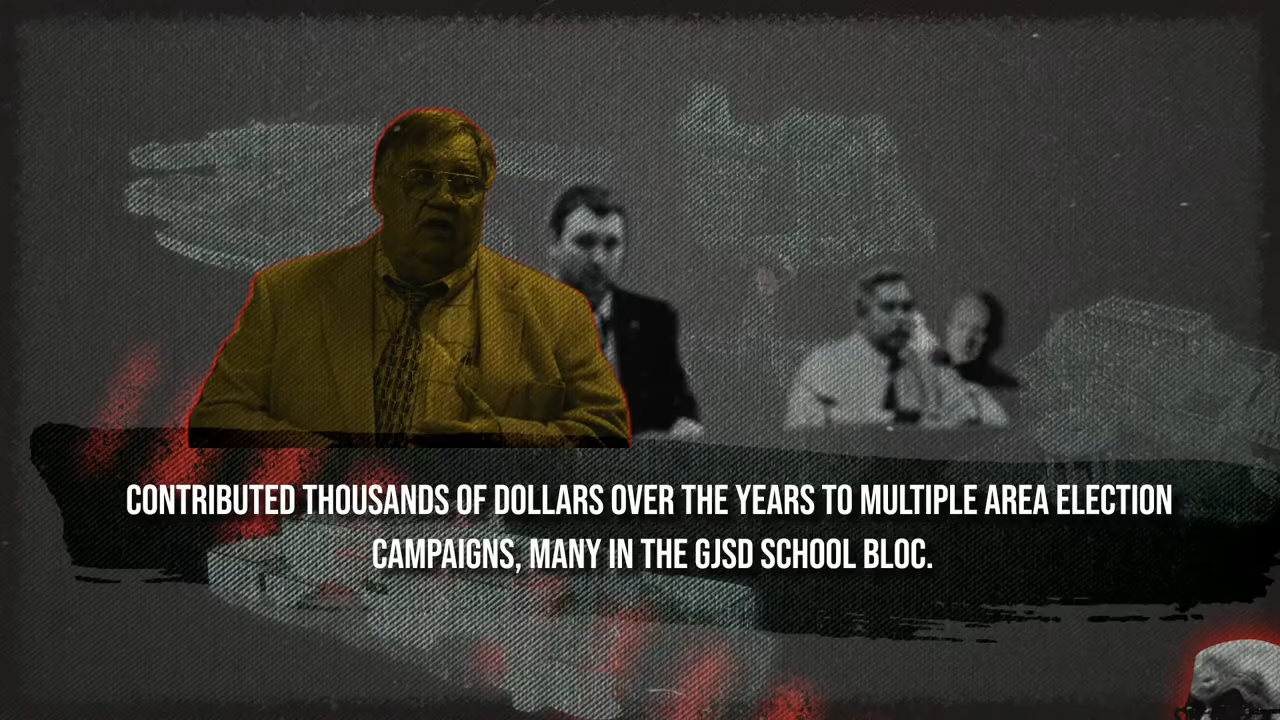 CONTRIBUTED THOUSANDS OF DOLLARS OVER THE YEARS TO MULTIPLE AREA ELECTION
CAMPAIGNS, MANY IN THE GJSD SCHOOL BLOC.